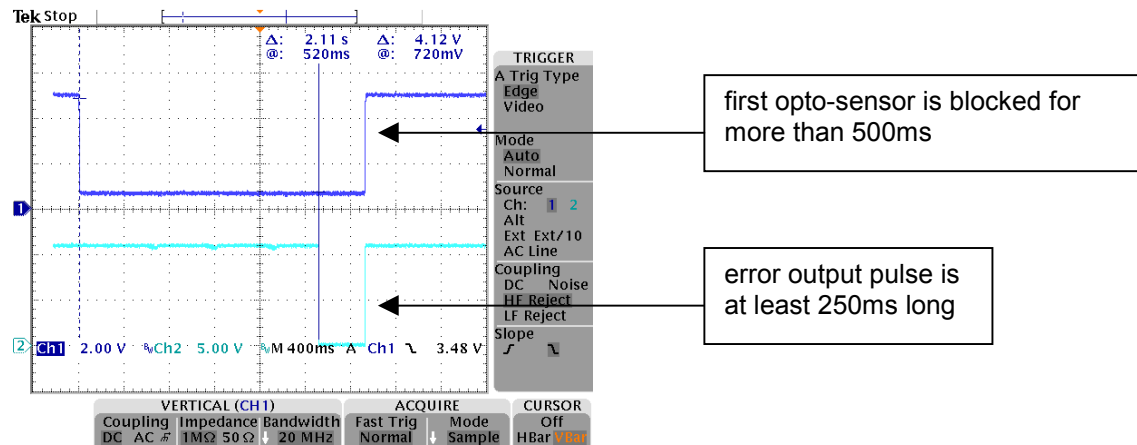 Tek Stop
Δ: 2.11 s Δ: 4.12 V
@: 520ms @: 720mV
TRIGGER
A Trig Type
Edge
Video
Mode
Auto
Normal
Source
Ch: 1 2
Alt
Ext Ext/10
AC Line
Coupling
DC Noise
HF Reject
LF Reject
Slope
1
2
Ch1 2.00 V Ch2 5.00 V M 400ms A Ch1 3.48 V
VERTICAL (CH1)
Coupling Impedance Bandwidth
DC AC 1MΩ 50 Ω 20 MHz
ACQUIRE
Fast Trig Mode
Normal Sample
CURSOR
Off
HBar VBar
first opto-sensor is blocked for
more than 500ms
error output pulse is
at least 250ms long